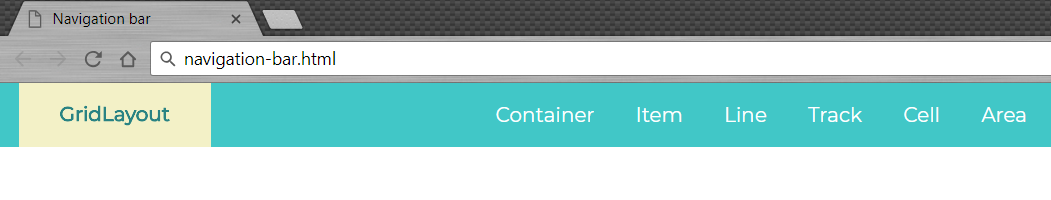 Navigation bar
navigation-bar.html
GridLayout Container Item Line Track Cell Area